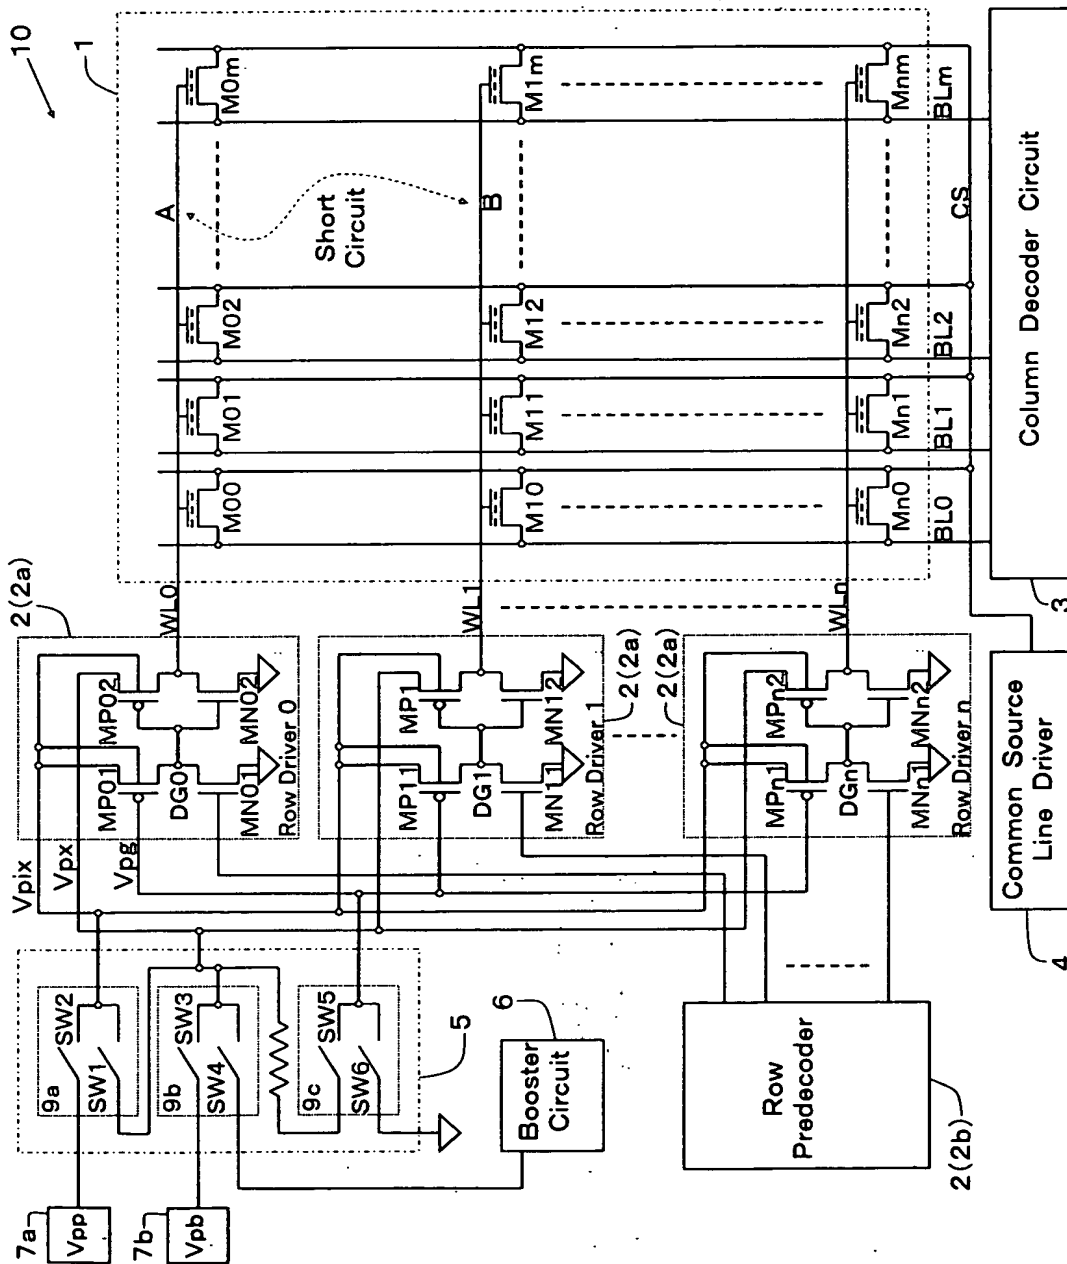 10
1
A
B
Short
Circuit
M00
M01
M02
M0m
M10
M11
M12
M1m
Mn0
Mn1
Mn2
Mnm
BL0
BL1
BL2
BLm
CS
Column Decoder Circuit
3
2(2a)
WL0
WL1
WLn
MP01
MP02
DG0
MN01
MN02
Row Driver 0
MP11
MP1
DG1
MN11
MN12
Row Driver 1
2(2a)
2(2a)
MPn1
MPn2
DGn
MNn1
MNn2
Row Driver n
Common Source
Line Driver
4
Vpix
Vpx
Vpg
9a
SW2
SW1
9b
SW3
SW4
9c
SW5
SW6
5
6
Booster
Circuit
Row
Predecoder
2(2b)
7a
Vpp
7b
Vpb